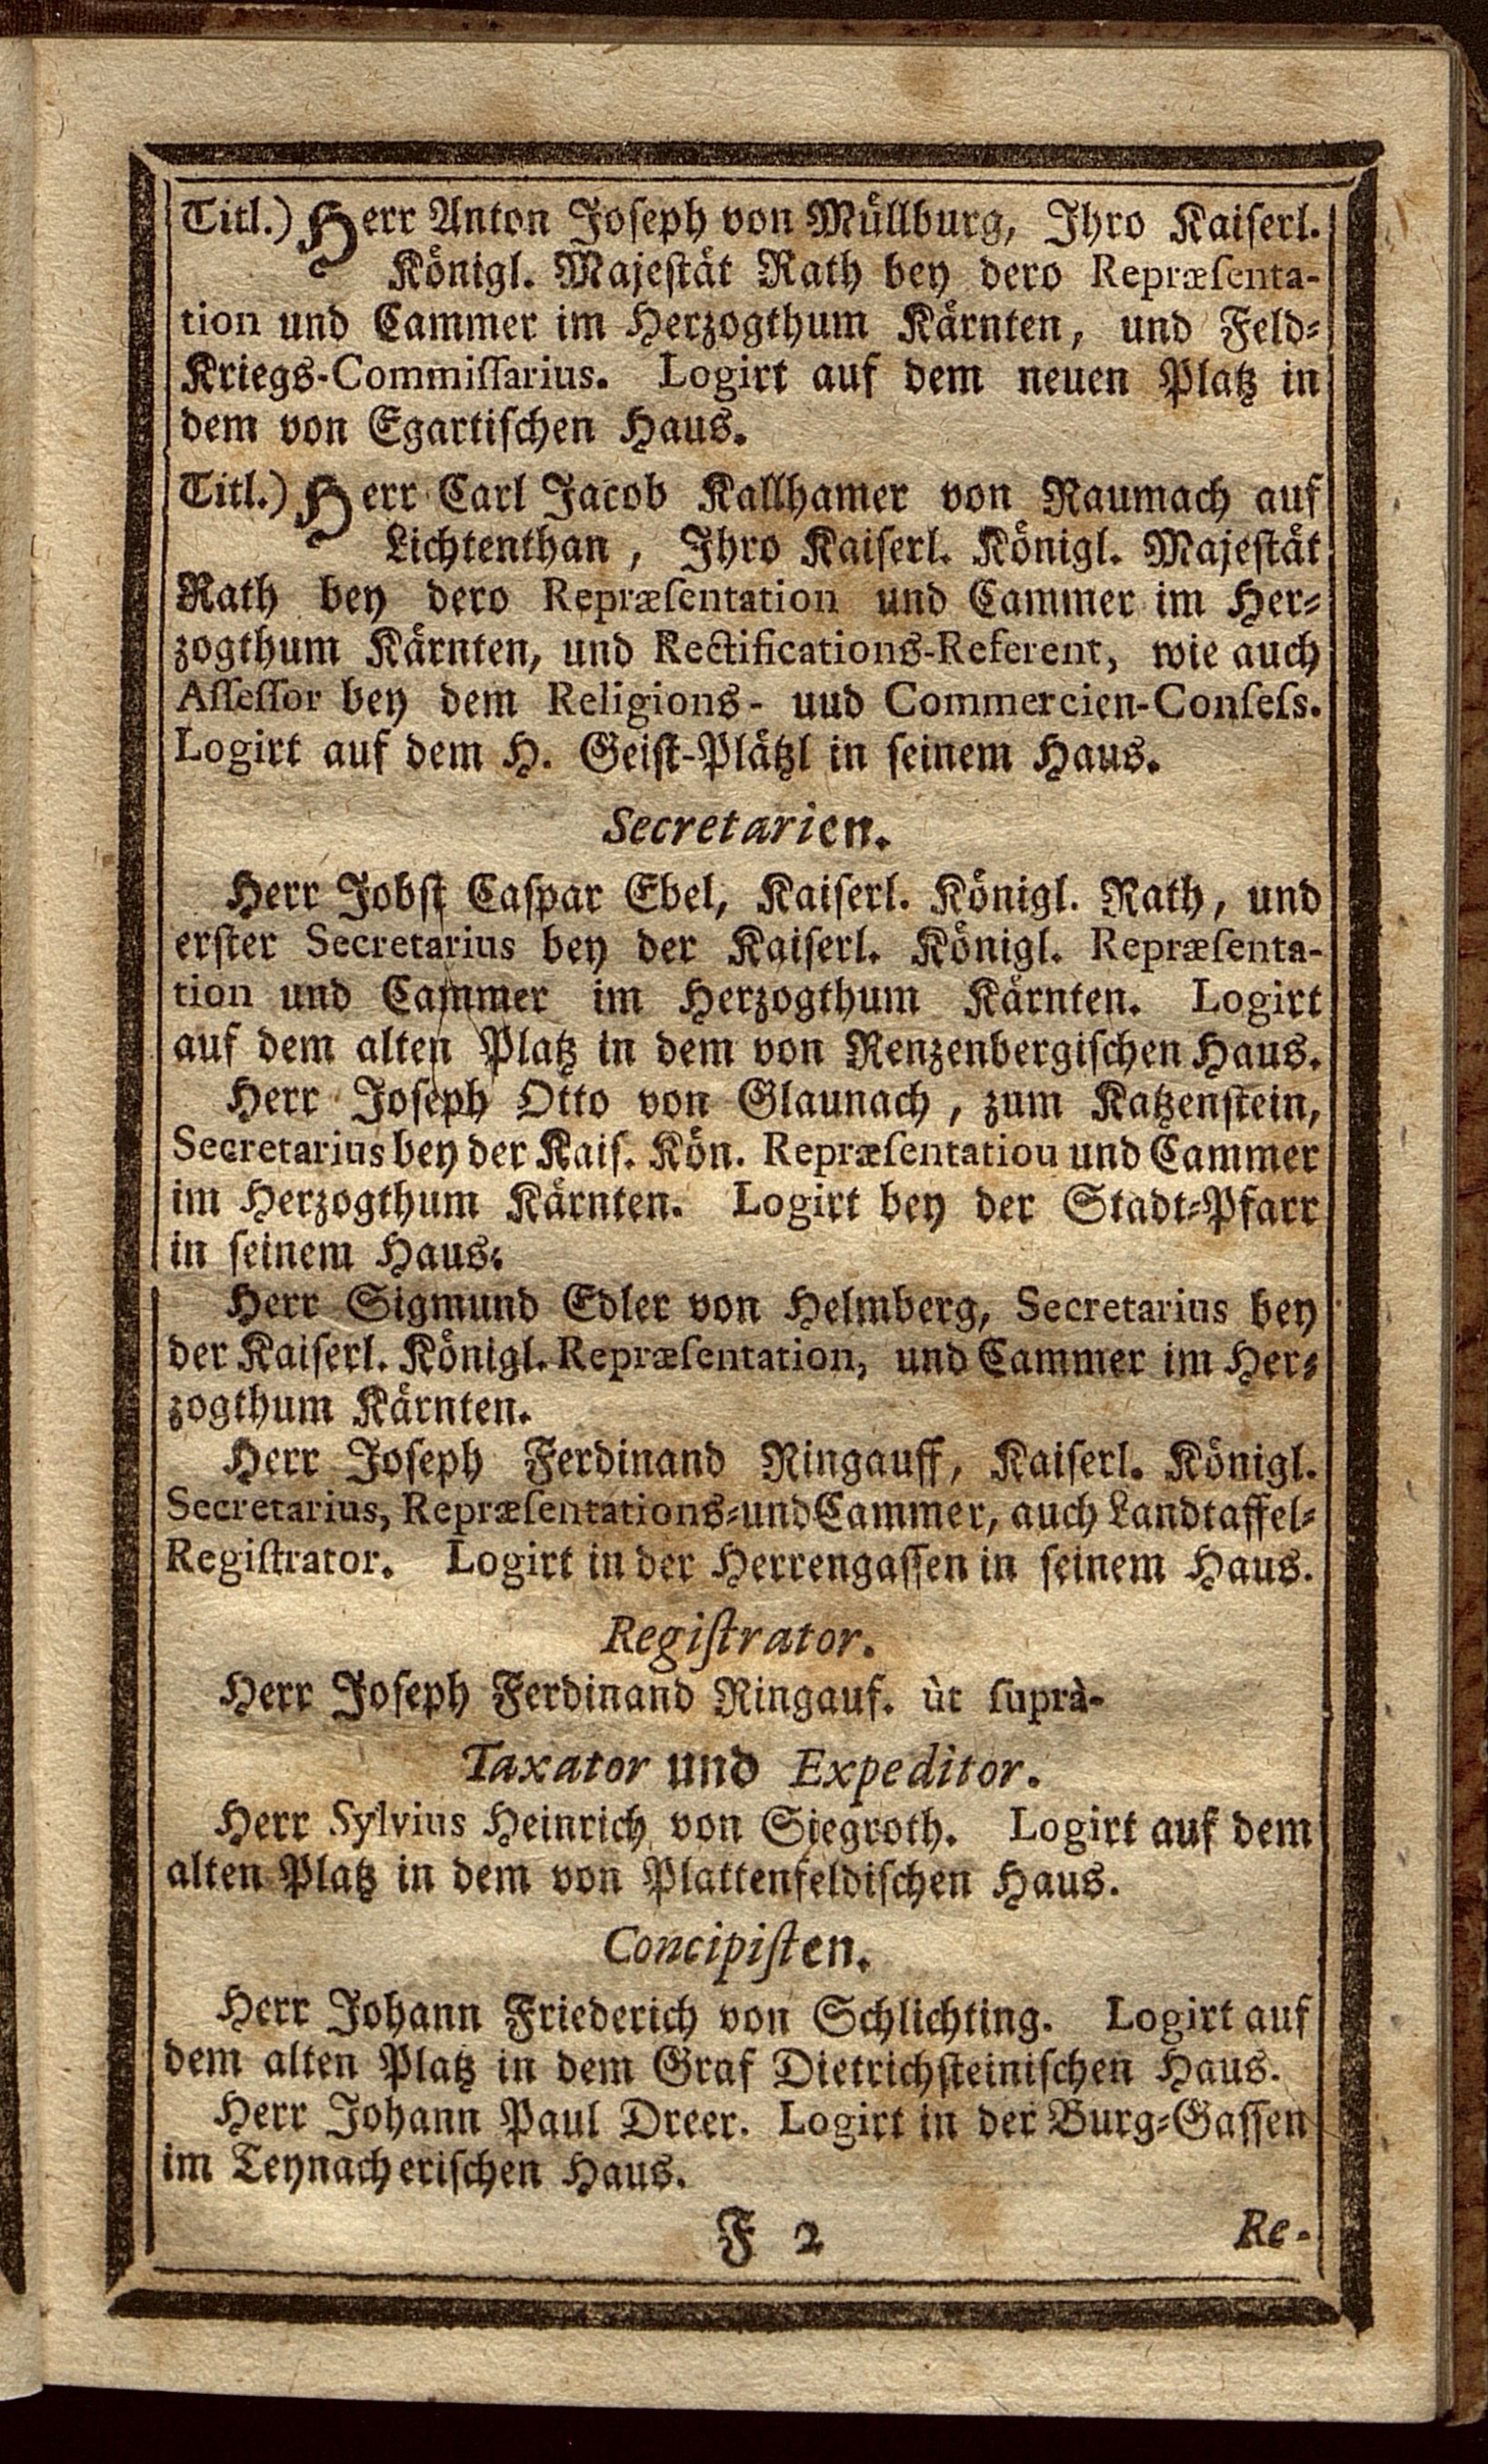 Titl.) Herr Anton Joseph von Müllburg, Ihro Kaiserl.
Königl. Majestät Rath bey dero Repræsenta-
tion und Cammer im Herzogthum Kärnten, und Feld-
Kriegs-Commissarius. Logirt auf dem neuen Platz in
dem von Egartischen Haus.
Titl.) Herr Carl Jacob Kallhamer von Raumach auf
Lichtenthan, Ihro Kaiserl. Königl. Majestät
Rath bey dero Repræsentation und Cammer im Her-
zogthum Kärnten, und Rectifications-Referent, wie auch
Assessor bey dem Religions- uud Commercien-Consess.
Logirt auf dem H. Geist-Plätzl in seinem Haus.
Secretarien.
Herr Jobst Caspar Ebel, Kaiserl. Königl. Rath, und
erster Secretarius bey der Kaiserl. Königl. Repræsenta-
tion und Cammer im Herzogthum Kärnten. Logirt
auf dem alten Platz in dem von Renzenbergischen Haus.
Herr Joseph Otto von Glaunach, zum Katzenstein,
Secretarius bey der Kais. Kön. Repræsentatiou und Cammer
im Herzogthum Kärnten. Logirt bey der Stadt-Pfarr
in seinem Haus.
Herr Sigmund Edler von Helmberg, Secretarius bey
der Kaiserl. Königl. Repræsentation, und Cammer im Her-
zogthum Kärnten.
Herr Joseph Ferdinand Ringauff, Kaiserl. Königl.
Secretarius, Repræsentations-und Cammer, auch Landtaffel-
Registrator. Logirt in der Herrengassen in seinem Haus.
Registrator.
Herr Joseph Ferdinand Ringauf. ùt suprà-
Taxator und Expeditor.
Herr Sylvius Heinrich von Siegroth. Logirt auf dem
alten Platz in dem von Plattenfeldischen Haus.
Concipisten.
Herr Johann Friederich von Schlichting. Logirt auf
dem alten Platz in dem Graf Dietrichsteinischen Haus.
Herr Johann Paul Dreer. Logirt in der Burg-Gassen
im Teynacherischen Haus.
F 2 Re-